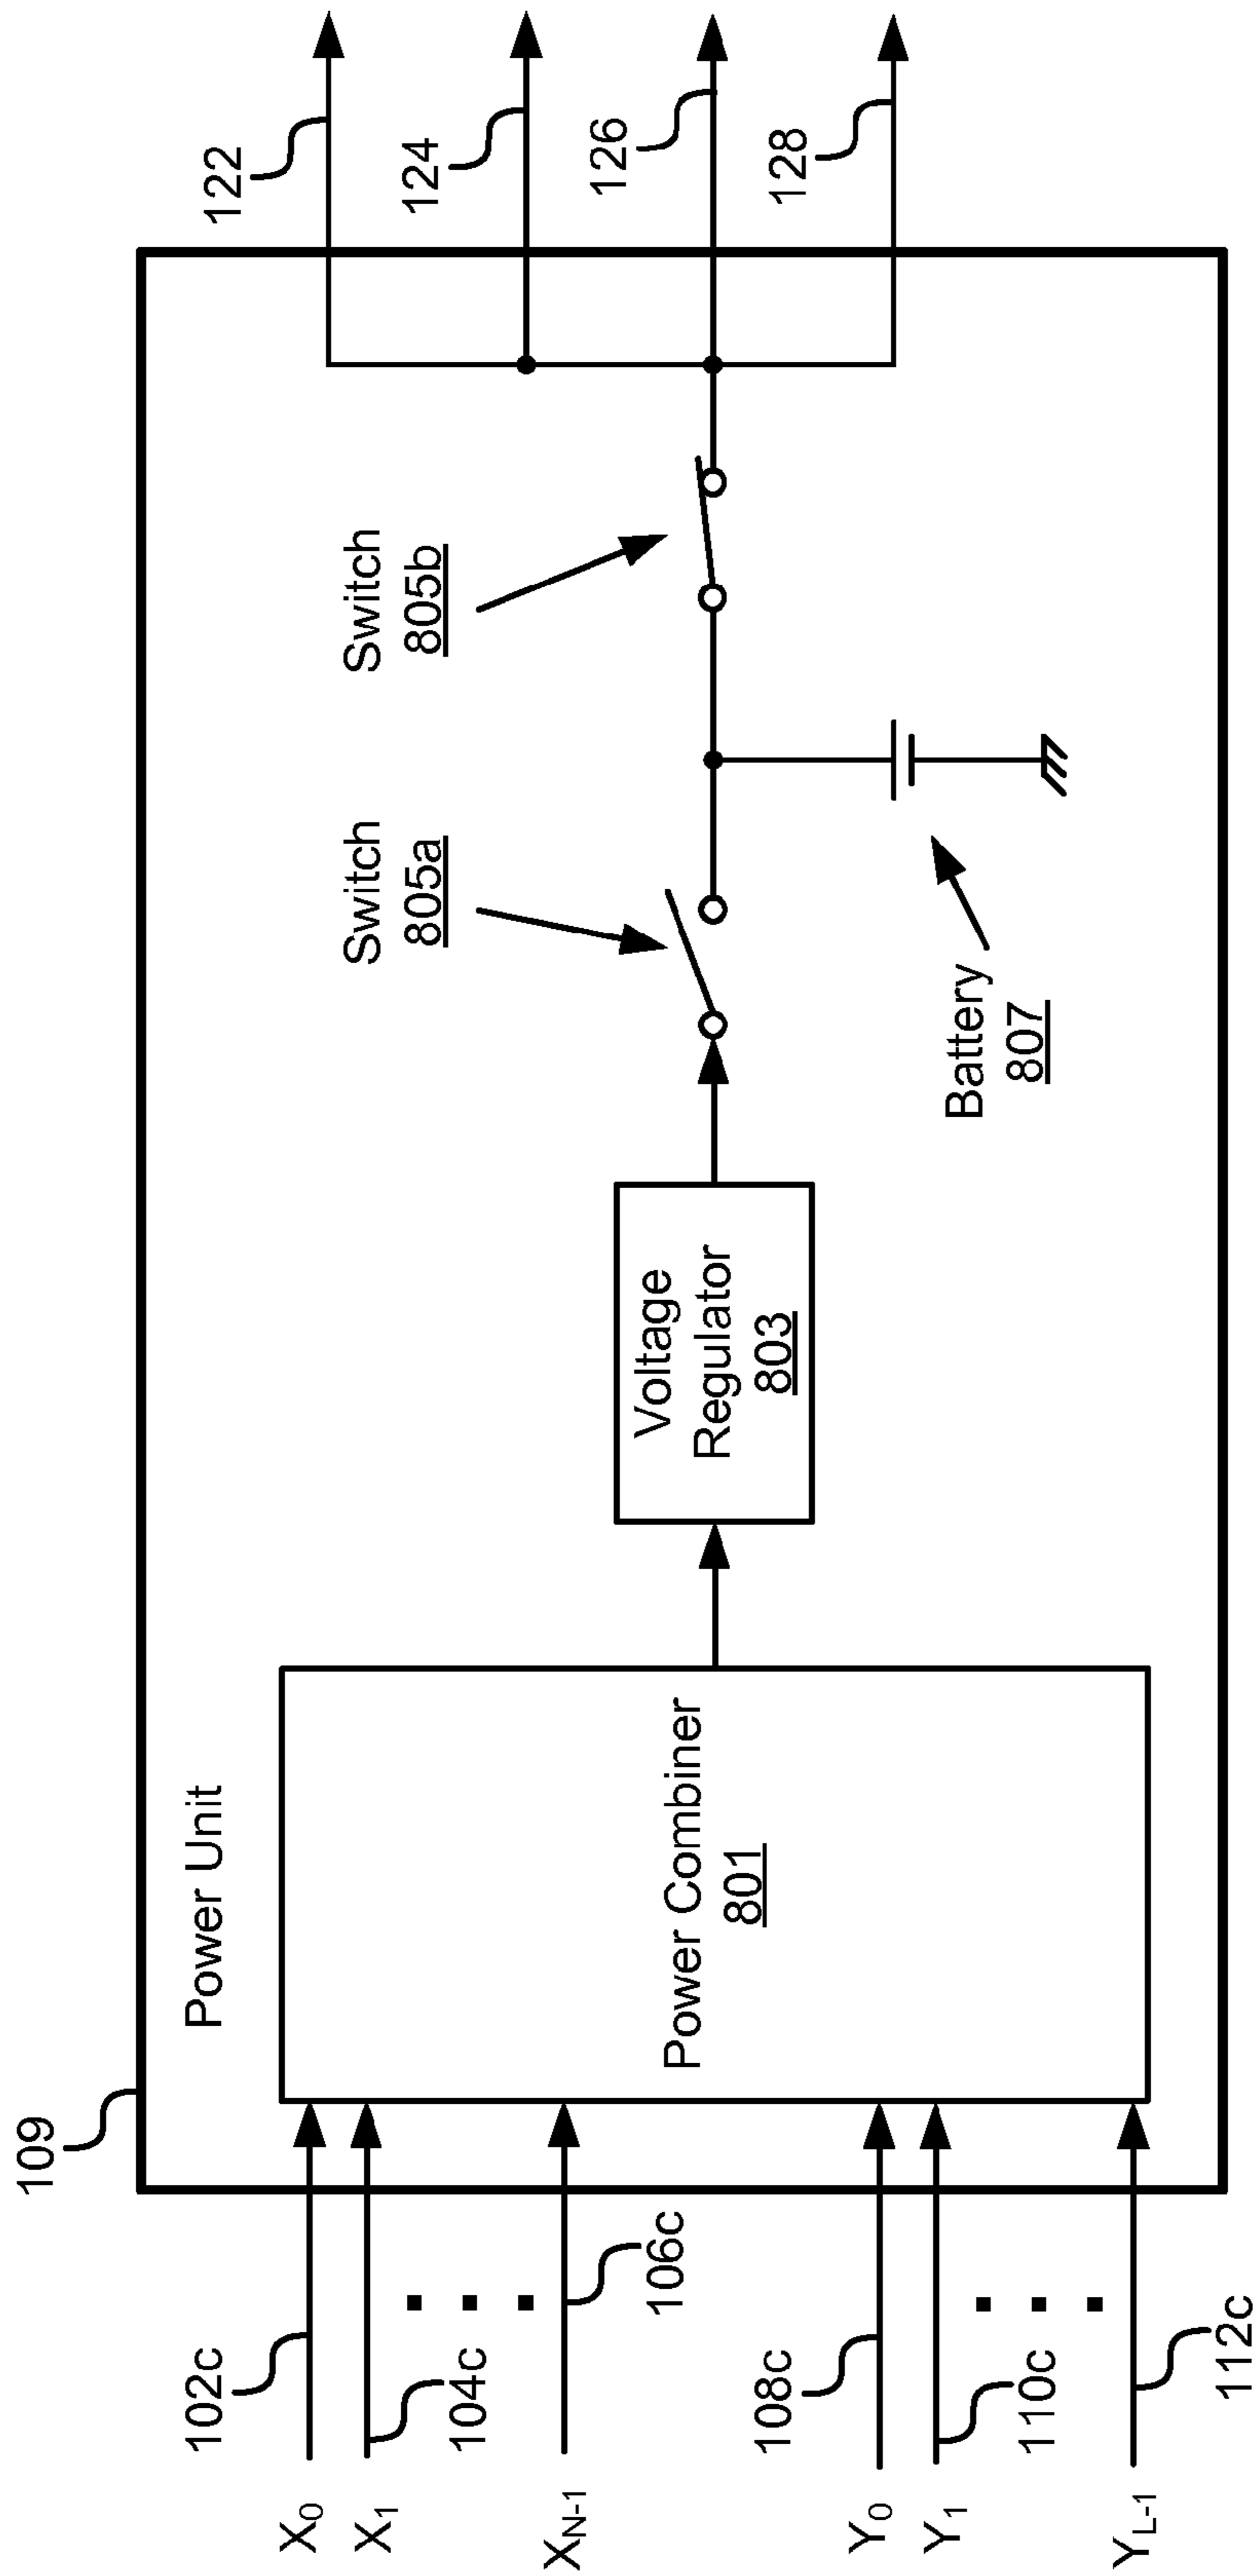 109
Power Unit
X0
102c
X1
104c
XN-1
106c
Y0
108c
Y1
110c
YL-1
112c
Power Combiner
801
Voltage
Regulator
803
Switch
805a
Switch
805b
Battery
807
122
124
126
128